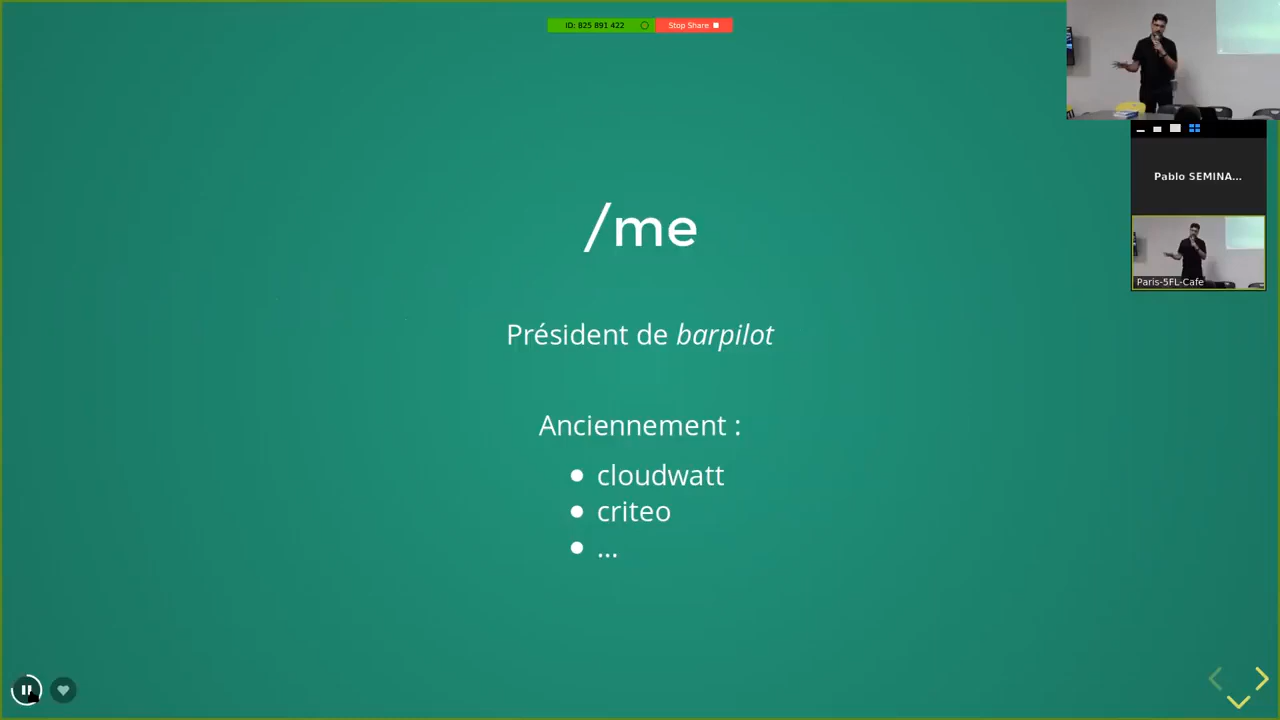 ID: 825 891 422
Stop Share
Pablo SEMINA...
Paris-5FL-Cafe
/me
Président de barpilot
Anciennement :
cloudwatt
criteo
...